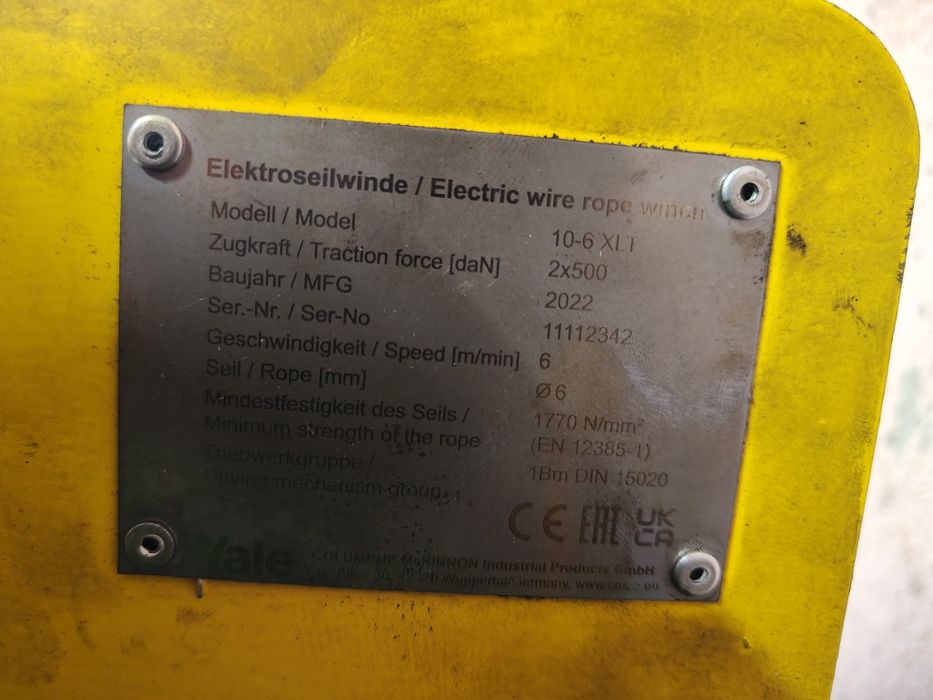 Elektroseilwinde / Electric wire rope winch
Modell / Model 10-6 XLT
Zugkraft / Traction force [daN] 2x500
Baujahr / MFG 2022
Ser.-Nr. / Ser-No 11112342
Geschwindigkeit / Speed [m/min] 6
Seil / Rope [mm] Ø 6
Mindestfestigkeit des Seils / 1770 N/mm²
Minimum strength of the rope (EN 12385-1)
Triebwerkgruppe / 1Bm DIN 15020
Driving mechanism-group
CE EAC UK CA
Yale COLUMBUS McKINNON Industrial Products GmbH
Wuppertal/Germany, www.cmco.eu